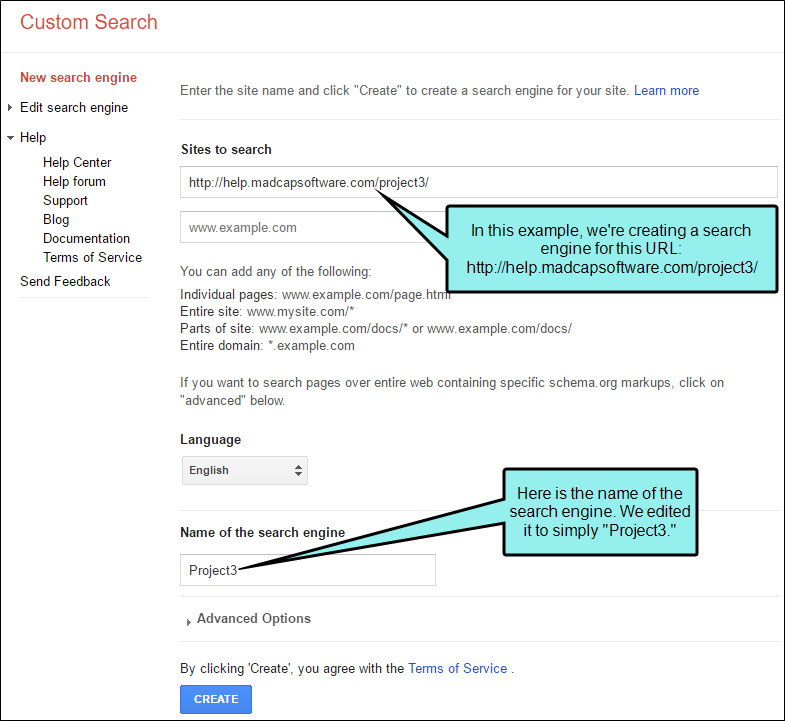 Custom Search
New search engine
Edit search engine
Help
Help Center
Help forum
Support
Blog
Documentation
Terms of Service
Send Feedback
Enter the site name and click "Create" to create a search engine for your site. Learn more
Sites to search
http://help.madcapsoftware.com/project3/
www.example.com
In this example, we're creating a search
engine for this URL:
http://help.madcapsoftware.com/project3/
You can add any of the following:
Individual pages: www.example.com/page.html
Entire site: www.mysite.com/*
Parts of site: www.example.com/docs/* or www.example.com/docs/
Entire domain: *.example.com
If you want to search pages over entire web containing specific schema.org markups, click on
"advanced" below.
Language
English
Here is the name of the
search engine. We edited
it to simply "Project3."
Name of the search engine
Project3
Advanced Options
By clicking 'Create', you agree with the Terms of Service .
CREATE